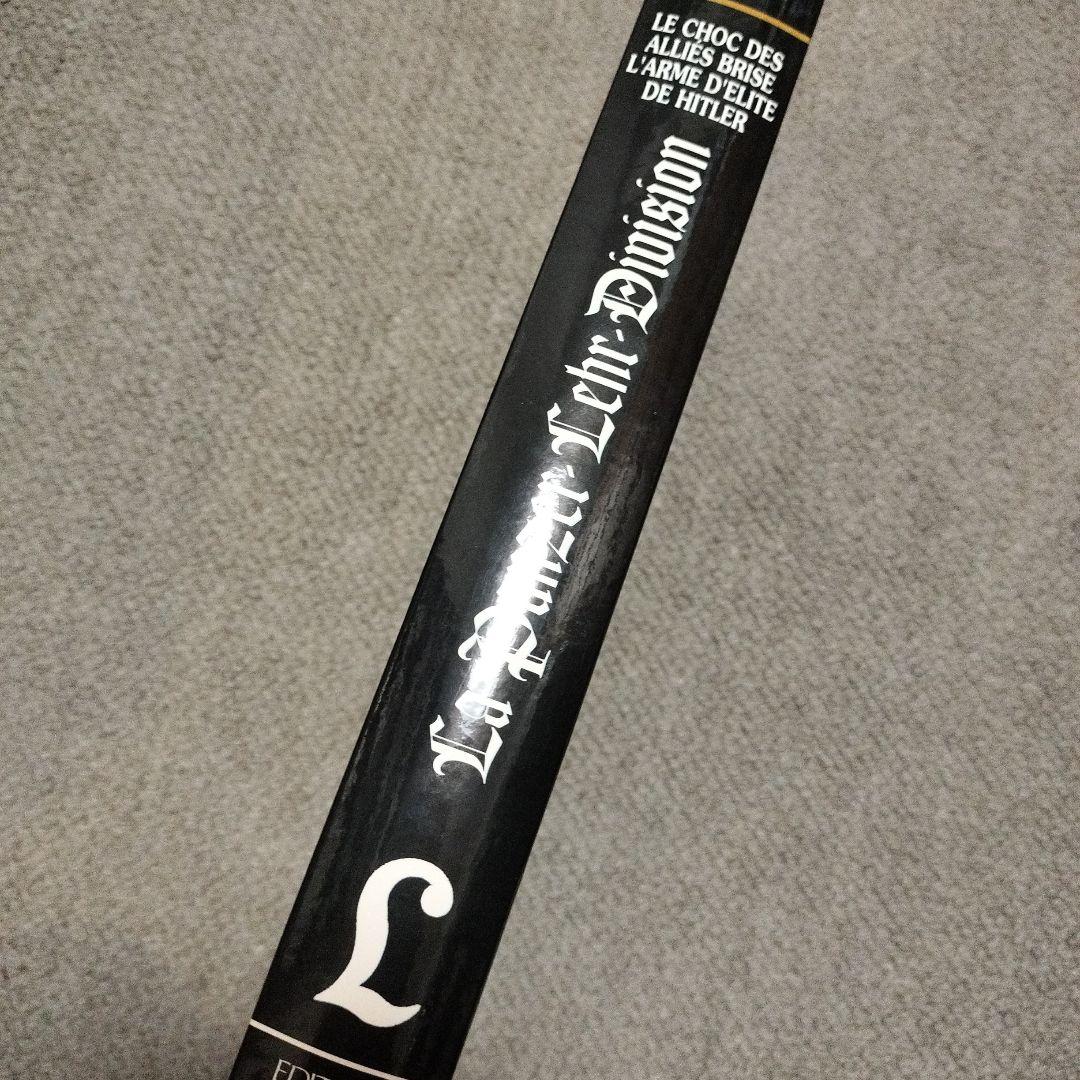 LE CHOC DES
ALLIÉS BRISE
L'ARME D'ELITE
DE HITLER
La Panzer-Lehr-Division
L